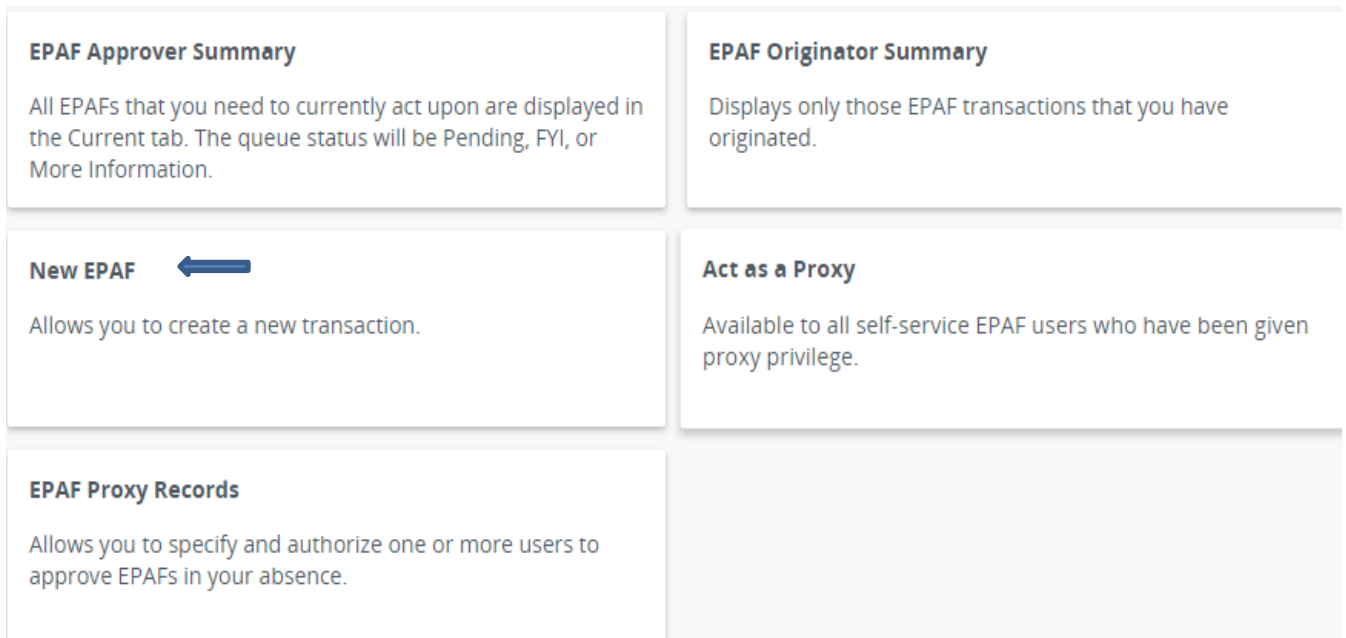 EPAF Approver Summary
All EPAFs that you need to currently act upon are displayed in
the Current tab. The queue status will be Pending, FYI, or
More Information.
EPAF Originator Summary
Displays only those EPAF transactions that you have
originated.
New EPAF
Allows you to create a new transaction.
Act as a Proxy
Available to all self-service EPAF users who have been given
proxy privilege.
EPAF Proxy Records
Allows you to specify and authorize one or more users to
approve EPAFs in your absence.